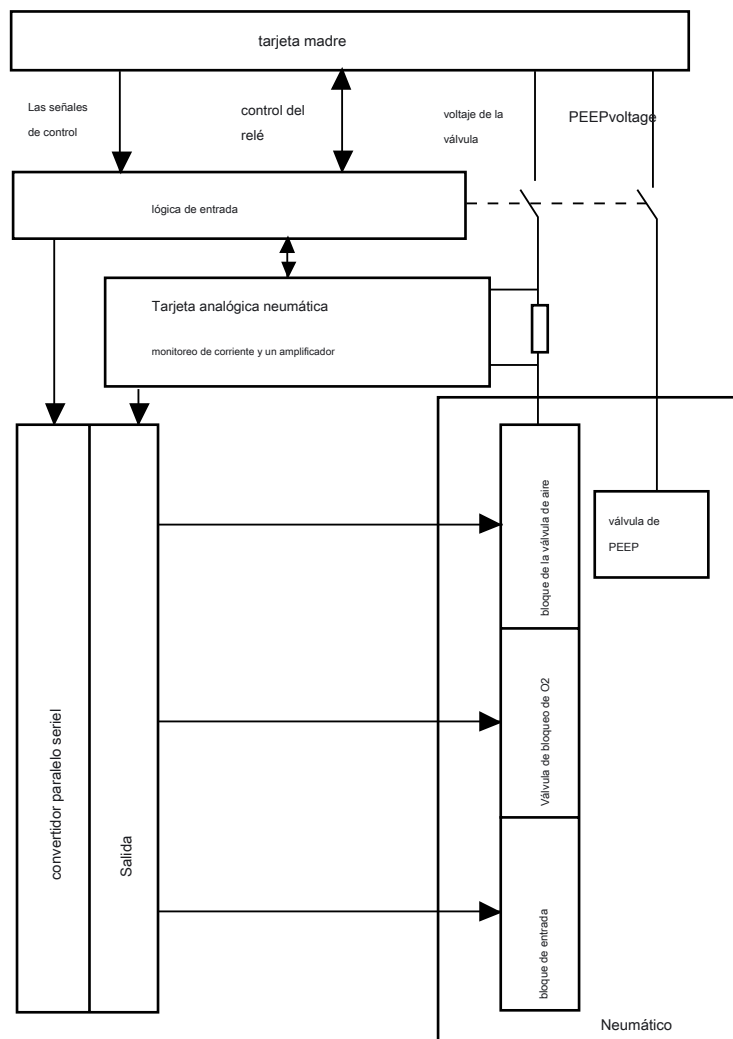 tarjeta madre
Las señales
de control
control del
relé
voltaje de la
válvula
PEEPvoltage
lógica de entrada
Tarjeta analógica neumática
monitoreo de corriente y un amplificador
convertidor paralelo seriel
Salida
bloque de la válvula de aire
válvula de
PEEP
Válvula de bloqueo de O2
bloque de entrada
Neumático